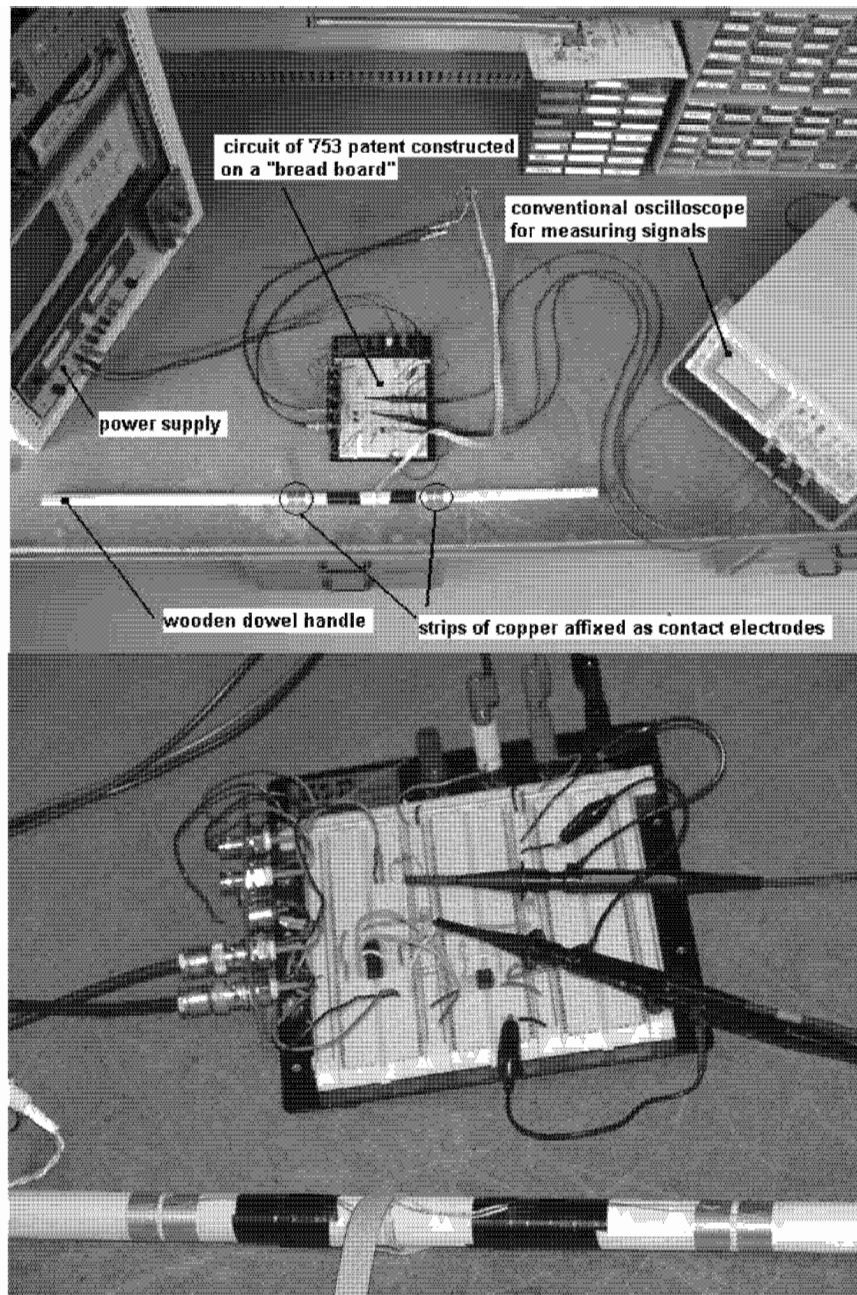 circuit of '753 patent constructed
on a "bread board"
conventional oscilloscope
for measuring signals
power supply
wooden dowel handle
strips of copper affixed as contact electrodes